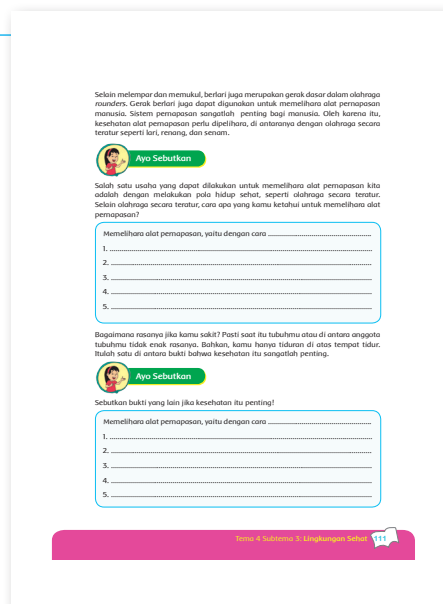 Selain melempar dan memukul, berlari juga merupakan gerak dasar dalam olahraga
rounders. Gerak berlari juga dapat digunakan untuk memelihara alat pernapasan
manusia. Sistem pernapasan sangatlah penting bagi manusia. Oleh karena itu,
kesehatan alat pernapasan perlu dipelihara, di antaranya dengan olahraga secara
teratur seperti lari, renang, dan senam.
Ayo Sebutkan
Salah satu usaha yang dapat dilakukan untuk memelihara alat pernapasan kita
adalah dengan melakukan pola hidup sehat, seperti olahraga secara teratur.
Selain olahraga secara teratur, cara apa yang kamu ketahui untuk memelihara alat
pernapasan?
Memelihara alat pernapasan, yaitu dengan cara
1.
2.
3.
4.
5.
Bagaimana rasanya jika kamu sakit? Pasti saat itu tubuhmu atau di antara anggota
tubuhmu tidak enak rasanya. Bahkan, kamu hanya tiduran di atas tempat tidur.
Itulah satu di antara bukti bahwa kesehatan itu sangatlah penting.
Ayo Sebutkan
Sebutkan bukti yang lain jika kesehatan itu penting!
Memelihara alat pernapasan, yaitu dengan cara
1.
2.
3.
4.
5.
Tema 4 Subtema 3: Lingkungan Sehat 111